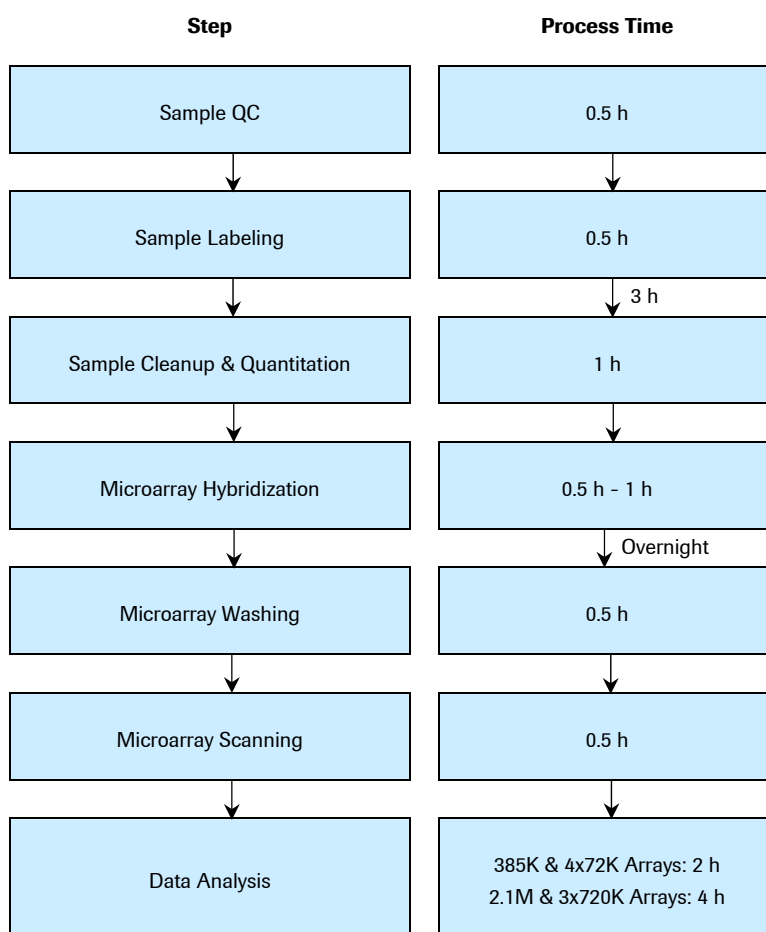 Step
Process Time
Sample QC
0.5 h
Sample Labeling
0.5 h
3 h
Sample Cleanup & Quantitation
1 h
Microarray Hybridization
0.5 h - 1 h
Overnight
Microarray Washing
0.5 h
Microarray Scanning
0.5 h
Data Analysis
385K & 4x72K Arrays: 2 h
2.1M & 3x720K Arrays: 4 h